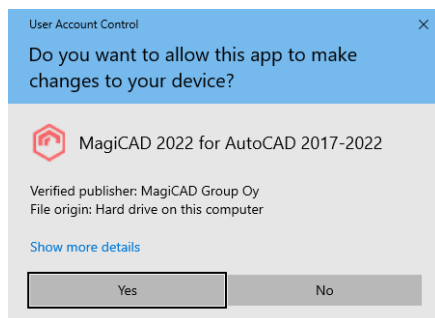 User Account Control
Do you want to allow this app to make
changes to your device?
MagiCAD 2022 for AutoCAD 2017-2022
Verified publisher: MagiCAD Group Oy
File origin: Hard drive on this computer
Show more details
Yes
No